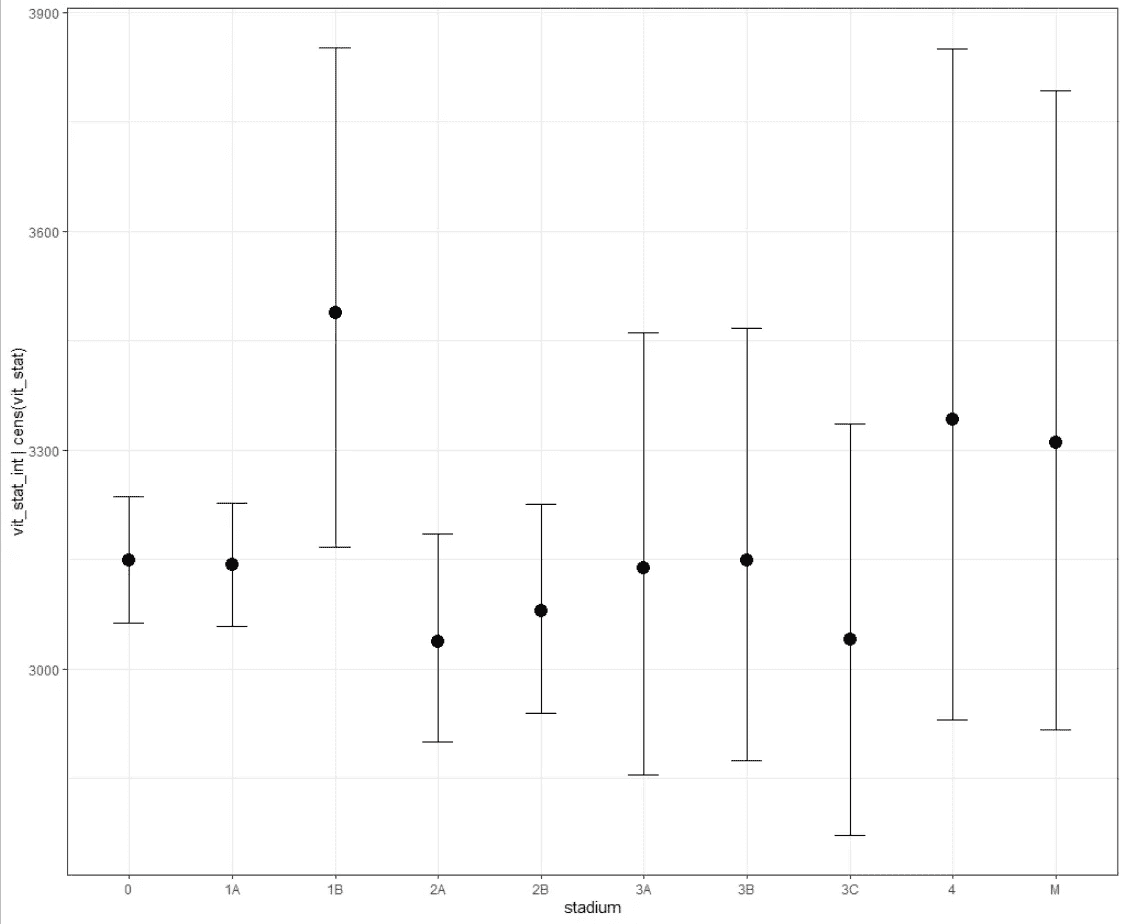 3900
3600
3300
3000
vit_stat_int | cens(vit_stat)
0 1A 1B 2A 2B 3A 3B 3C 4 M
stadium